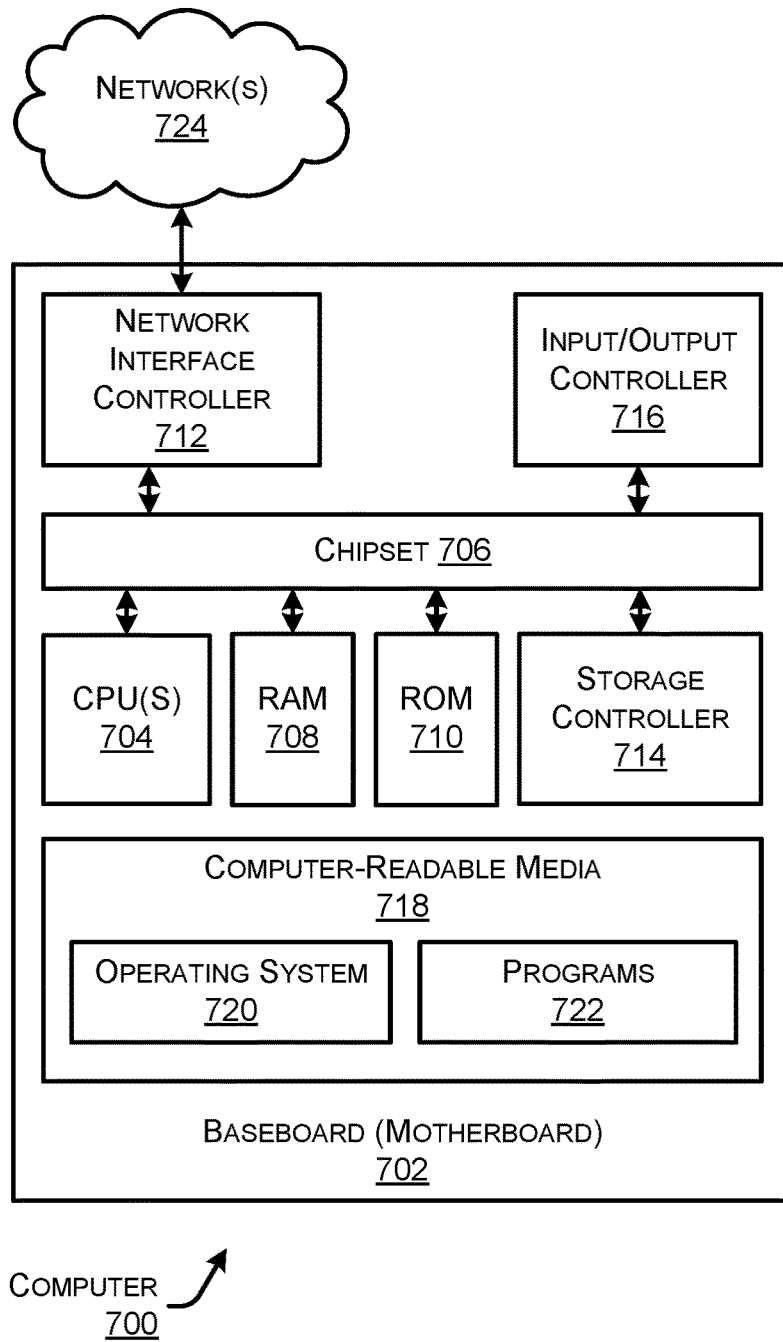 NETWORK(S)
724
NETWORK
INTERFACE
CONTROLLER
712
INPUT/OUTPUT
CONTROLLER
716
CHIPSET 706
CPU(S)
704
RAM
708
ROM
710
STORAGE
CONTROLLER
714
COMPUTER-READABLE MEDIA
718
OPERATING SYSTEM
720
PROGRAMS
722
BASEBOARD (MOTHERBOARD)
702
COMPUTER
700